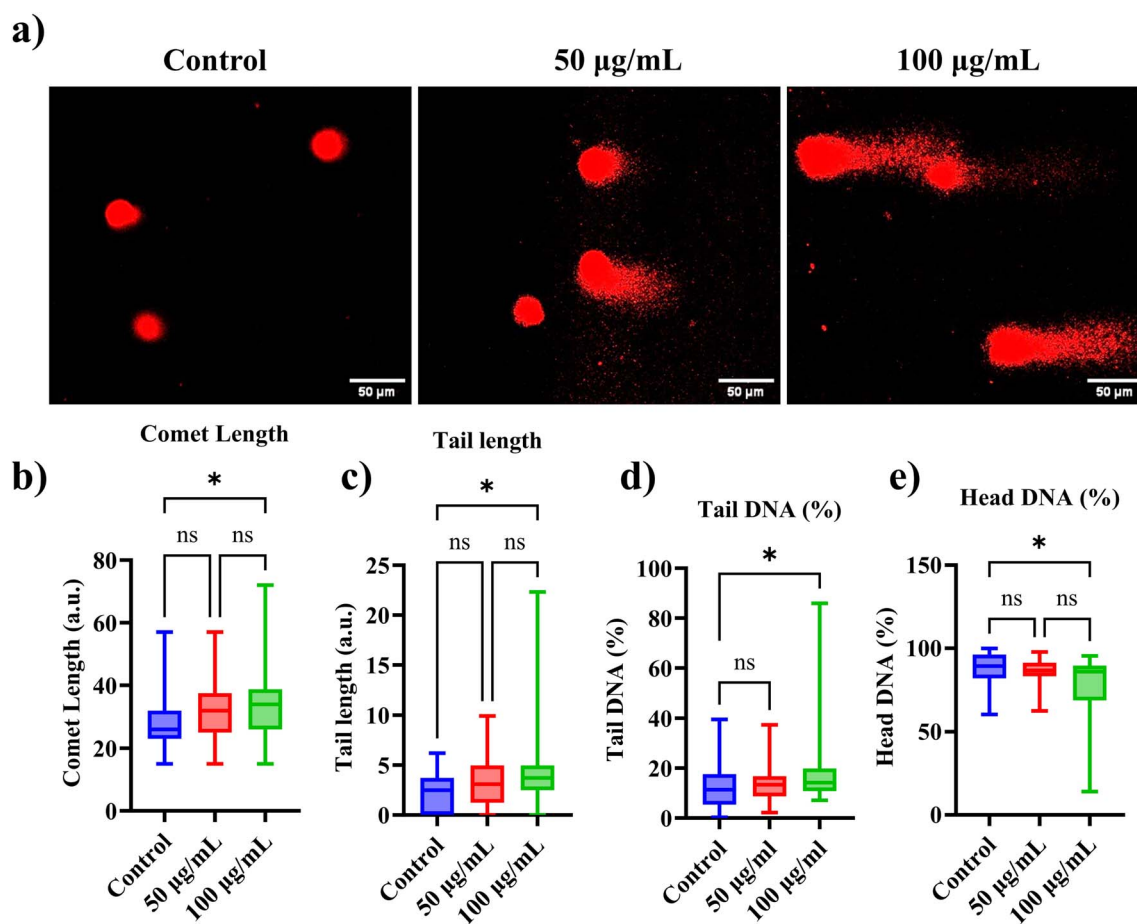 a)
Control
50 μg/mL
100 μg/mL
50 μm
50 μm
50 μm
b)
Comet Length
*
ns
ns
Comet Length (a.u.)
80
60
40
20
0
Control
50 μg/mL
100 μg/mL
c)
Tail length
*
ns
ns
Tail length (a.u.)
25
20
15
10
5
0
Control
50 μg/mL
100 μg/mL
d)
Tail DNA (%)
*
ns
Tail DNA (%)
100
80
60
40
20
0
Control
50 μg/ml
100 μg/ml
e)
Head DNA (%)
*
ns
ns
Head DNA (%)
150
100
50
0
Control
50 μg/mL
100 μg/mL